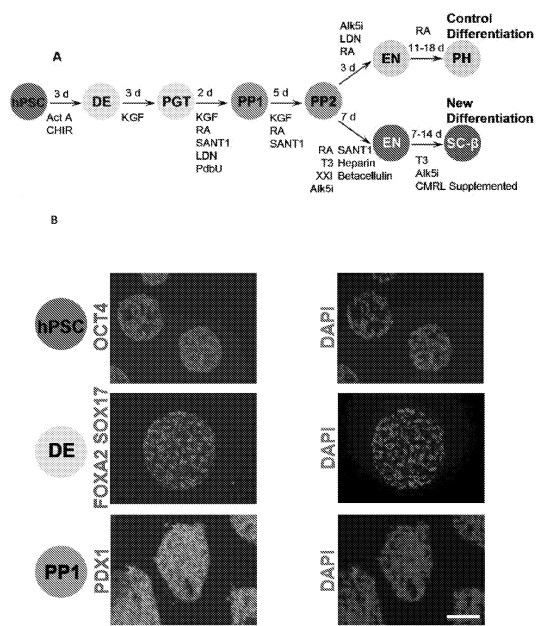 A
Control
Differentiation
hPSC
3 d
Act A
CHIR
DE
3 d
KGF
PGT
2 d
KGF
RA
SANT1
LDN
PdbU
PP1
5 d
KGF
RA
SANT1
PP2
Alk5i
LDN
RA
3 d
EN
RA
11-18 d
PH
7 d
RA SANT1
T3 Heparin
XXI Betacellulin
Alk5i
EN
New
Differentiation
7-14 d
T3
Alk5i
CMRL Supplemented
SC-β
B
hPSC
OCT4
DAPI
DE
FOXA2 SOX17
DAPI
PP1
PDX1
DAPI